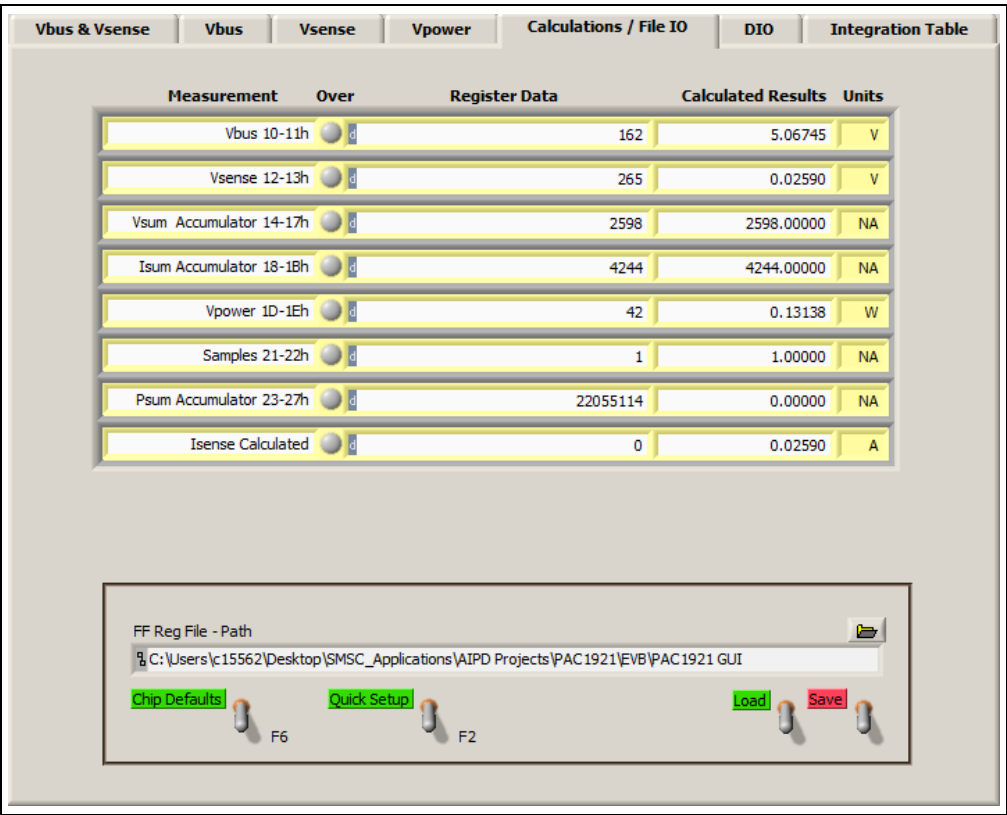 Vbus & Vsense Vbus Vsense Vpower Calculations / File IO DIO Integration Table
Measurement Over Register Data Calculated Results Units
Vbus 10-11h d 162 5.06745 V
Vsense 12-13h d 265 0.02590 V
Vsum  Accumulator 14-17h d 2598 2598.00000 NA
Isum Accumulator 18-1Bh d 4244 4244.00000 NA
Vpower 1D-1Eh d 42 0.13138 W
Samples 21-22h d 1 1.00000 NA
Psum Accumulator 23-27h d 22055114 0.00000 NA
Isense Calculated d 0 0.02590 A
FF Reg File - Path
C:\Users\c15562\Desktop\SMSC_Applications\AIPD Projects\PAC1921\EVB\PAC1921 GUI
Chip Defaults Quick Setup Load Save
F6 F2